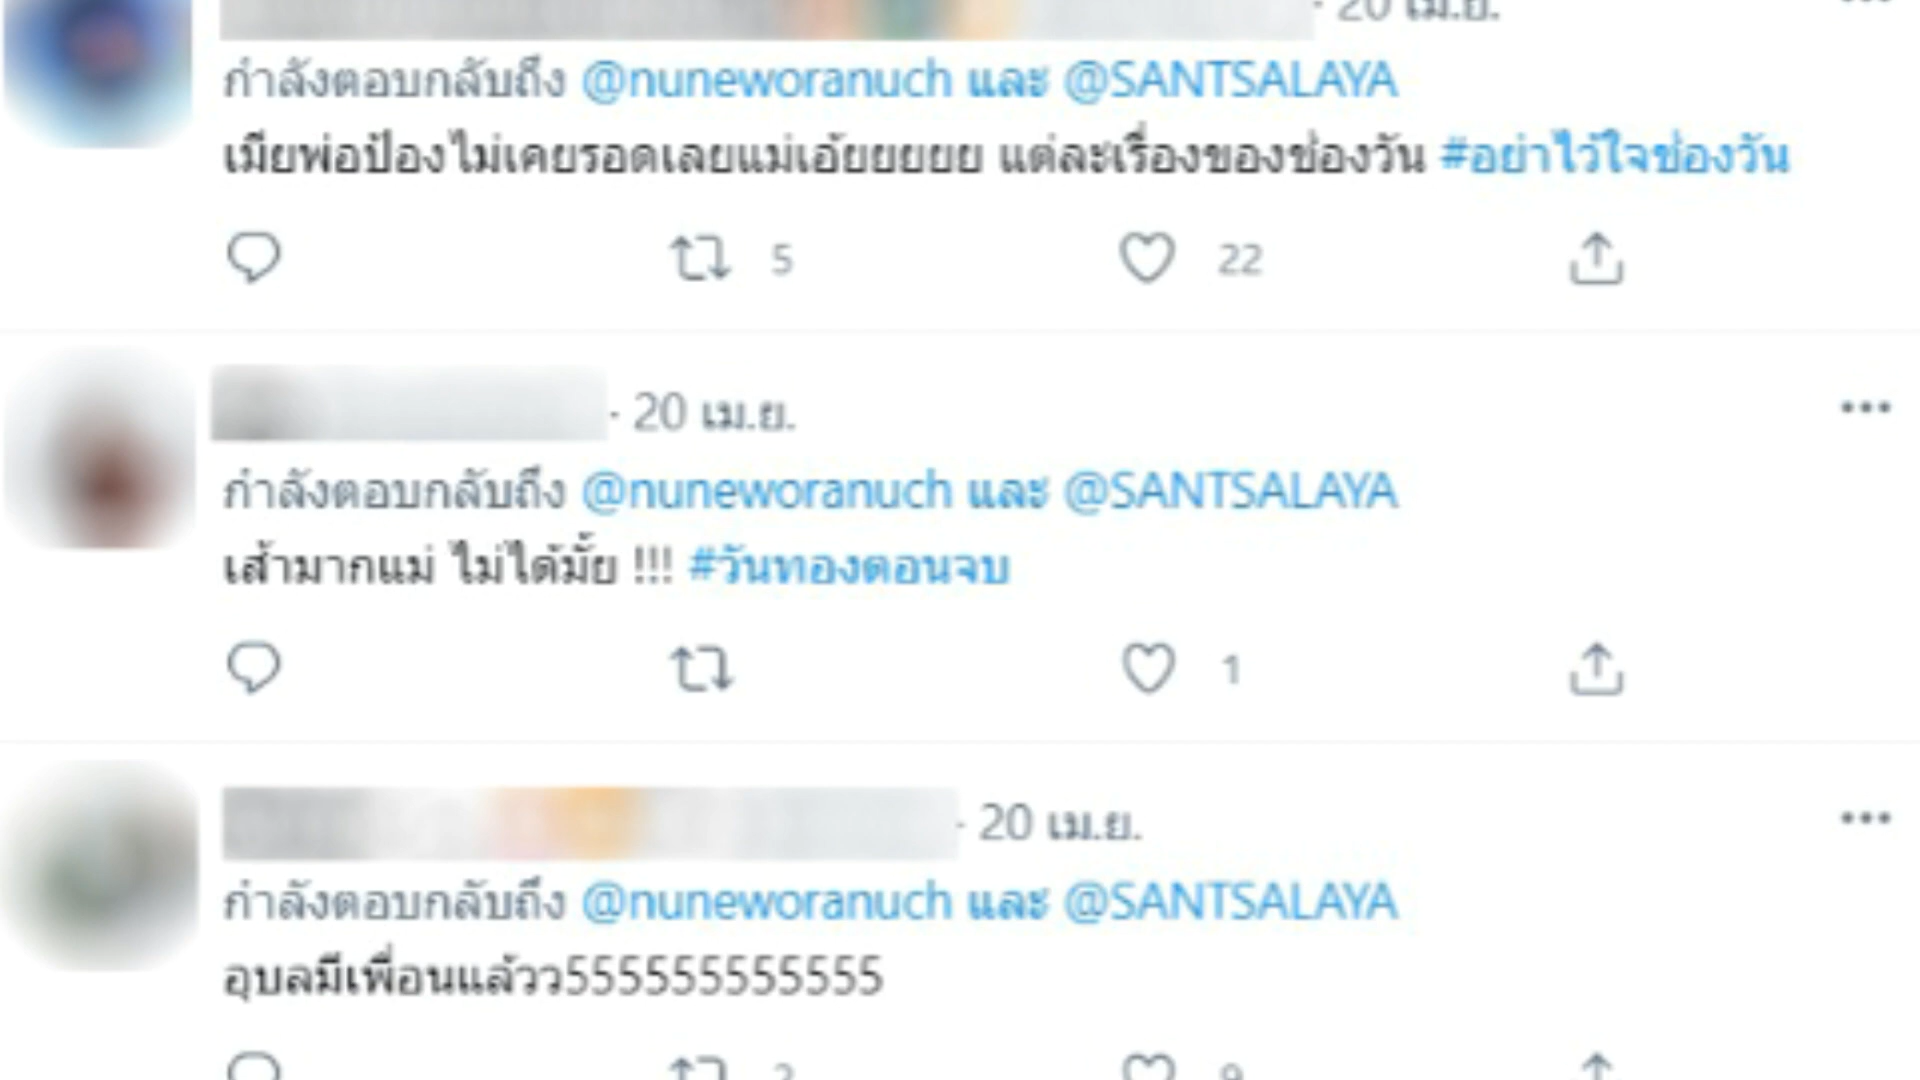 · 20 เม.ย.
กำลังตอบกลับถึง @nuneworanuch และ @SANTSALAYA
เมียพ่อป้องไม่เคยรอดเลยแม่เอ้ยยยยย แต่ละเรื่องของช่องวัน #อย่าไว้ใจช่องวัน
5 22
· 20 เม.ย.
กำลังตอบกลับถึง @nuneworanuch และ @SANTSALAYA
เส้ามากแม่ ไม่ได้มั้ย !!! #วันทองตอนจบ
1
· 20 เม.ย.
กำลังตอบกลับถึง @nuneworanuch และ @SANTSALAYA
อุบลมีเพื่อนแล้วว555555555555
2 9